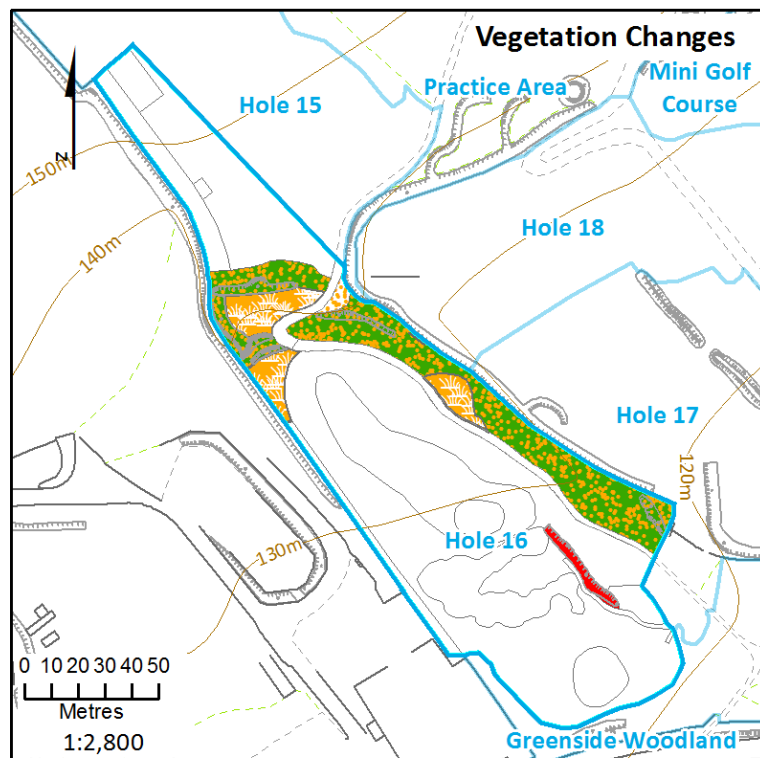 Vegetation Changes
Practice Area
Mini Golf
Course
Hole 15
N
150m
Hole 18
140m
Hole 17
120m
Hole 16
130m
0 10 20 30 40 50
Metres
1:2,800
Greenside Woodland